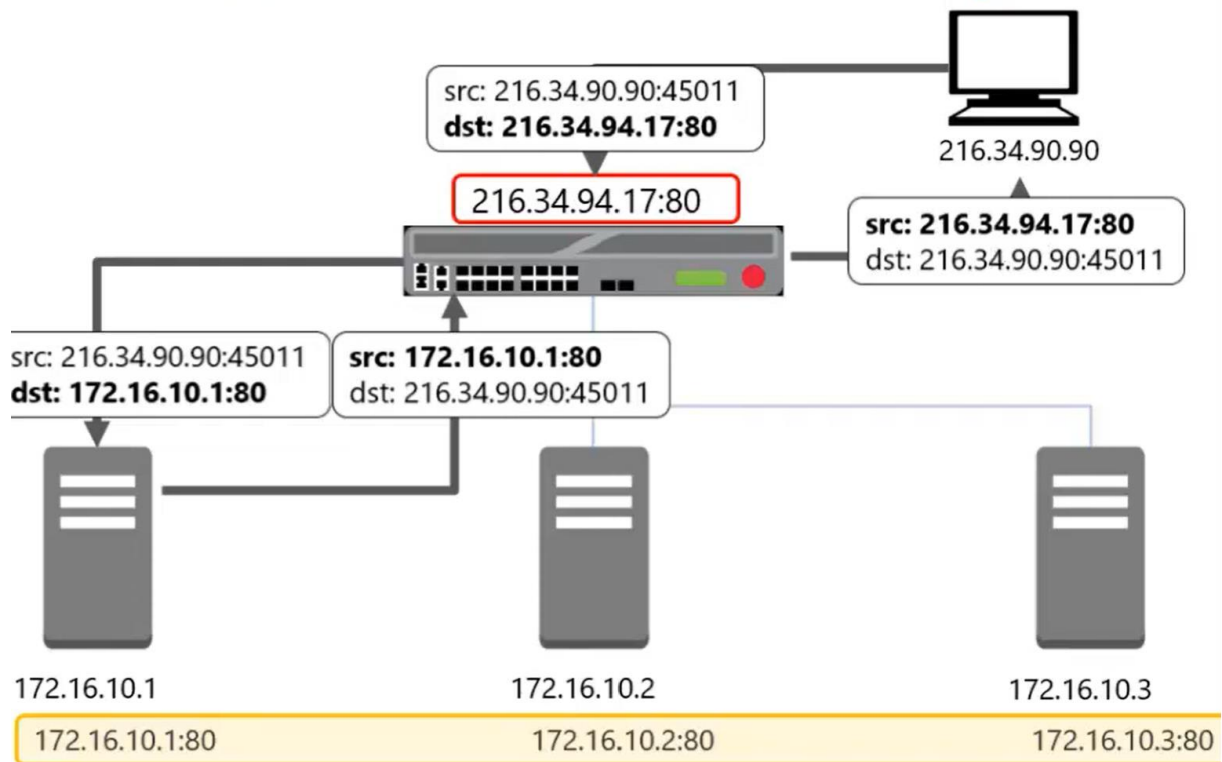 src: 216.34.90.90:45011
dst: 216.34.94.17:80
216.34.90.90
216.34.94.17:80
src: 216.34.94.17:80
dst: 216.34.90.90:45011
src: 216.34.90.90:45011
dst: 172.16.10.1:80
src: 172.16.10.1:80
dst: 216.34.90.90:45011
172.16.10.1
172.16.10.2
172.16.10.3
172.16.10.1:80
172.16.10.2:80
172.16.10.3:80